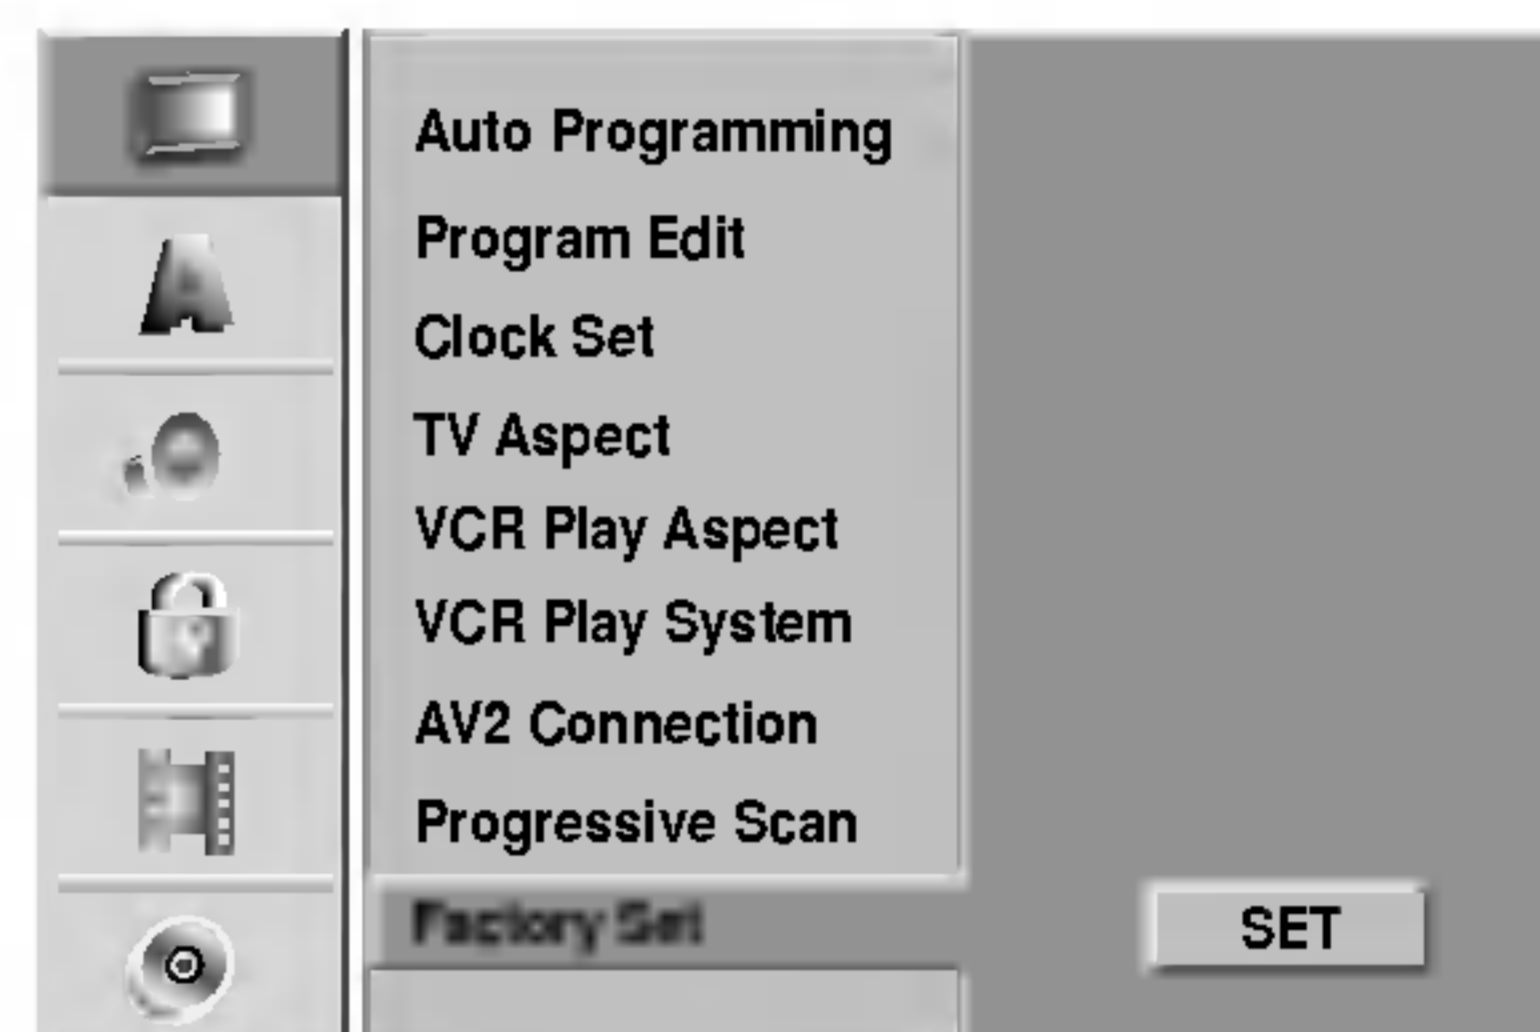 Auto Programming
Program Edit
Clock Set
TV Aspect
VCR Play Aspect
VCR Play System
AV2 Connection
Progressive Scan
Factory Set
SET